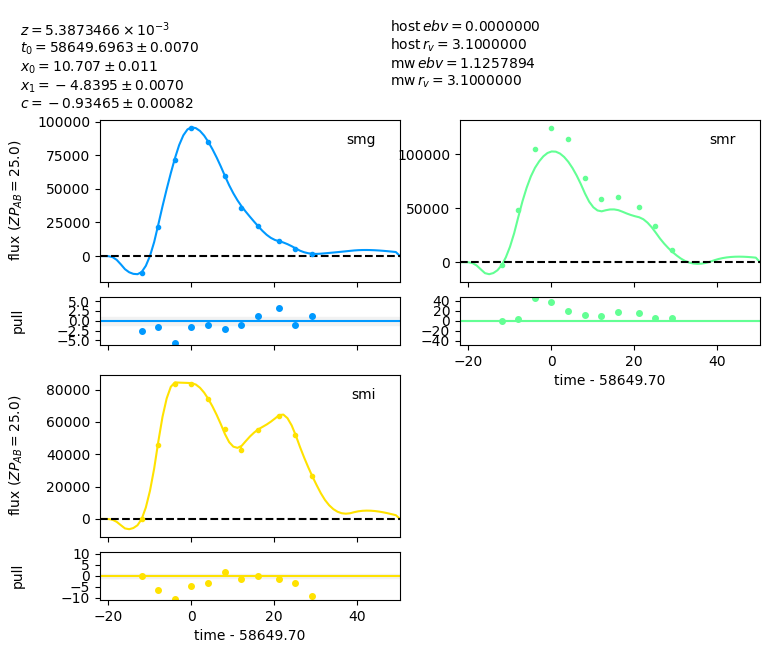 z = 5.3873466 × 10⁻³
t₀ = 58649.6963 ± 0.0070
x₀ = 10.707 ± 0.011
x₁ = −4.8395 ± 0.0070
c = −0.93465 ± 0.00082
host ebv = 0.0000000
host r_v = 3.1000000
mw ebv = 1.1257894
mw r_v = 3.1000000
smg
flux (ZP_AB = 25.0)
100000
75000
50000
25000
0
smr
100000
50000
0
pull
5.0
2.5
0.0
−2.5
−5.0
40
20
0
−20
−40
−20 0 20 40
time - 58649.70
smi
flux (ZP_AB = 25.0)
80000
60000
40000
20000
0
pull
10
5
0
−5
−10
−20 0 20 40
time - 58649.70